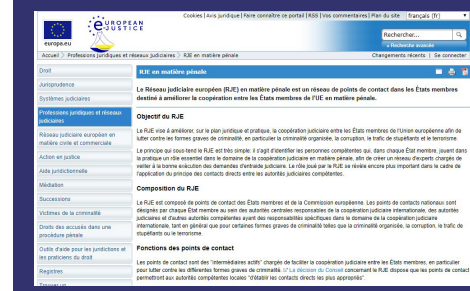 Cookies | Avis juridique | Faire connaître ce portail | RSS | Vos commentaires | Plan du site français (fr)
EUROPEAN
e-JUSTICE
europa.eu
Rechercher...
» Recherche avancée
Accueil > Professions juridiques et réseaux judiciaires > RJE en matière pénale
Changements récents | Se connecter
Droit
Jurisprudence
Systèmes judiciaires
Professions juridiques et réseaux
judiciaires
Réseau judiciaire européen en
matière civile et commerciale
Action en justice
Aide juridictionnelle
Médiation
Successions
Victimes de la criminalité
Droits des accusés dans une
procédure pénale
Outils d'aide pour les juridictions et
les praticiens du droit
Registres
Trouver un
RJE en matière pénale
Le Réseau judiciaire européen (RJE) en matière pénale est un réseau de points de contact dans les États membres
destiné à améliorer la coopération entre les États membres de l'UE en matière pénale.
Objectif du RJE
Le RJE vise à améliorer, sur le plan juridique et pratique, la coopération judiciaire entre les États membres de l'Union européenne afin de
lutter contre les formes graves de criminalité, en particulier la criminalité organisée, la corruption, le trafic de stupéfiants et le terrorisme.
Le principe qui sous-tend le RJE est très simple: il s'agit d'identifier les personnes compétentes qui, dans chaque État membre, jouent dans
la pratique un rôle essentiel dans le domaine de la coopération judiciaire en matière pénale, afin de créer un réseau d'experts chargés de
veiller à la bonne exécution des demandes d'entraide judiciaire. Le rôle joué par le RJE se révèle encore plus important dans le cadre de
l'application du principe des contacts directs entre les autorités judiciaires compétentes.
Composition du RJE
Le RJE est composé de points de contact des États membres et de la Commission européenne. Les points de contacts nationaux sont
désignés par chaque État membre au sein des autorités centrales responsables de la coopération judiciaire internationale, des autorités
judiciaires et d'autres autorités compétentes ayant des responsabilités spécifiques dans le domaine de la coopération judiciaire
internationale, tant en général que pour certaines formes graves de criminalité telles que la criminalité organisée, la corruption, le trafic de
stupéfiants ou le terrorisme.
Fonctions des points de contact
Les points de contact sont des "intermédiaires actifs" chargés de faciliter la coopération judiciaire entre les États membres, en particulier
pour lutter contre les différentes formes graves de criminalité. La décision du Conseil concernant le RJE dispose que les points de contact
permettront aux autorités compétentes locales "d'établir les contacts directs les plus appropriés".